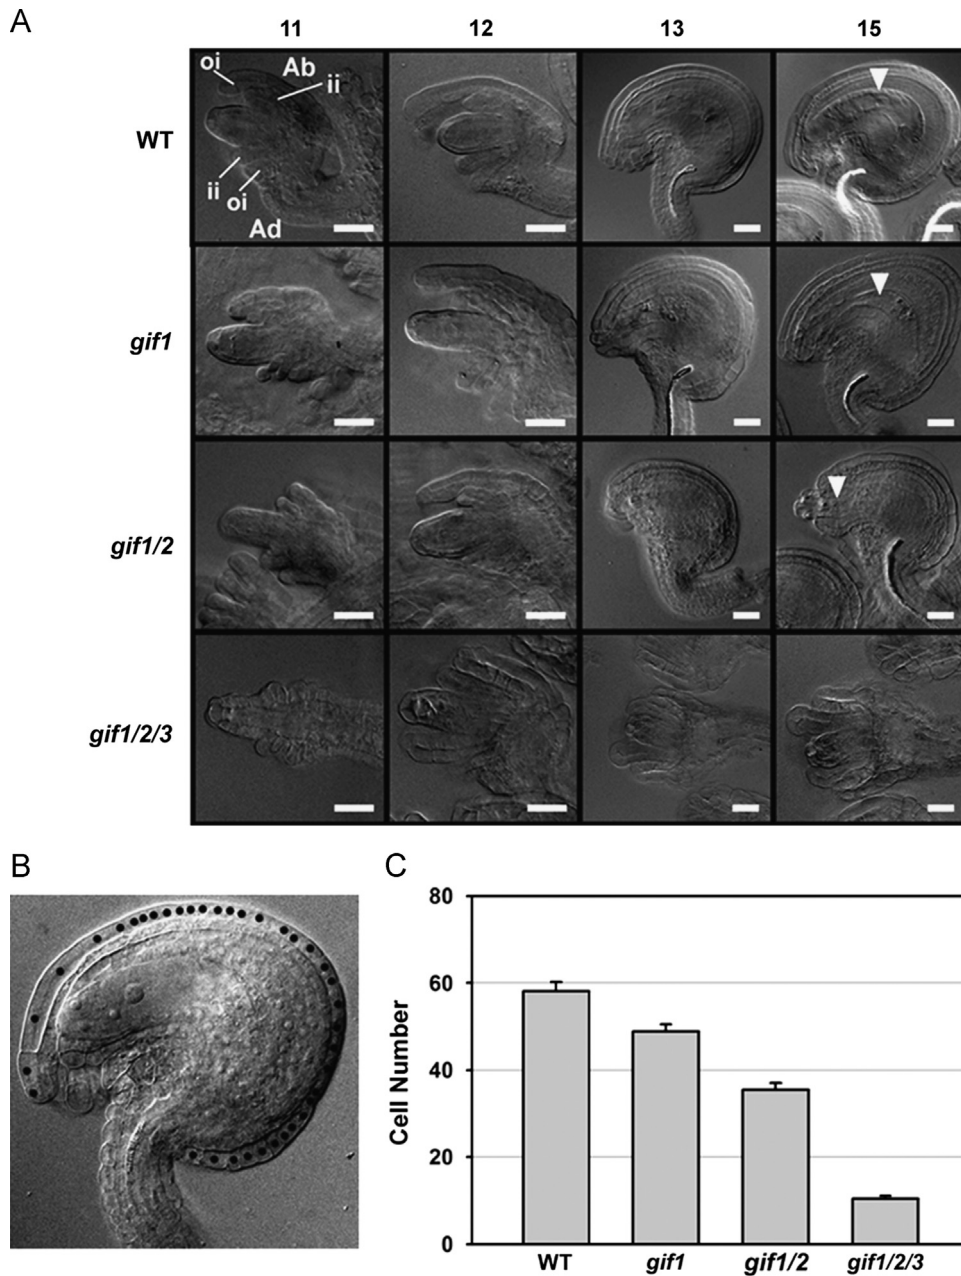 A
11 12 13 15
WT
oi
Ab
ii
ii
oi
Ad
gif1
gif1/2
gif1/2/3
B
C
80
60
40
20
0
Cell Number
WT gif1 gif1/2 gif1/2/3